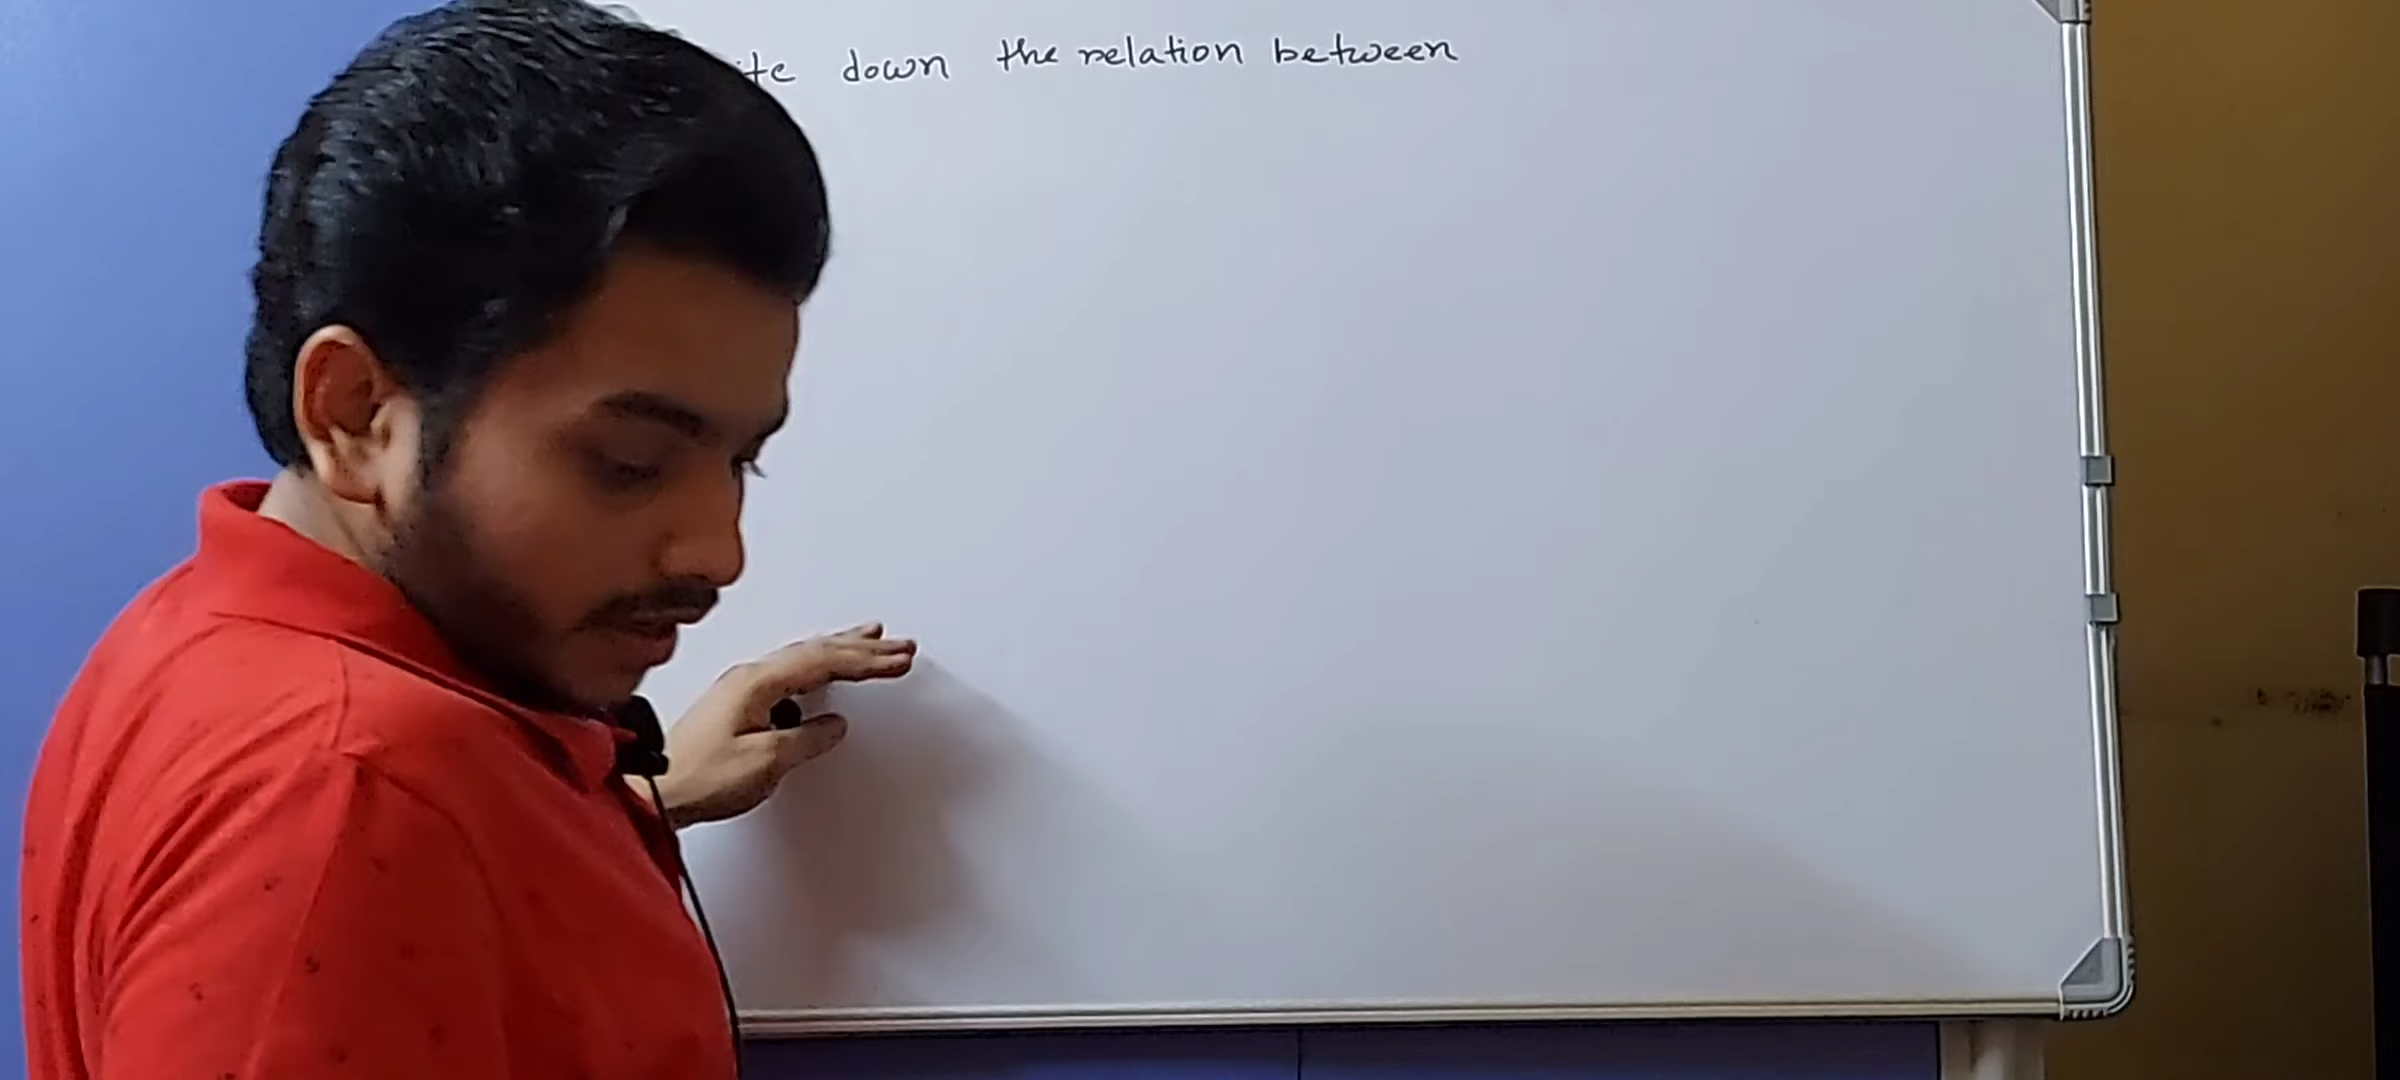 down the relation between